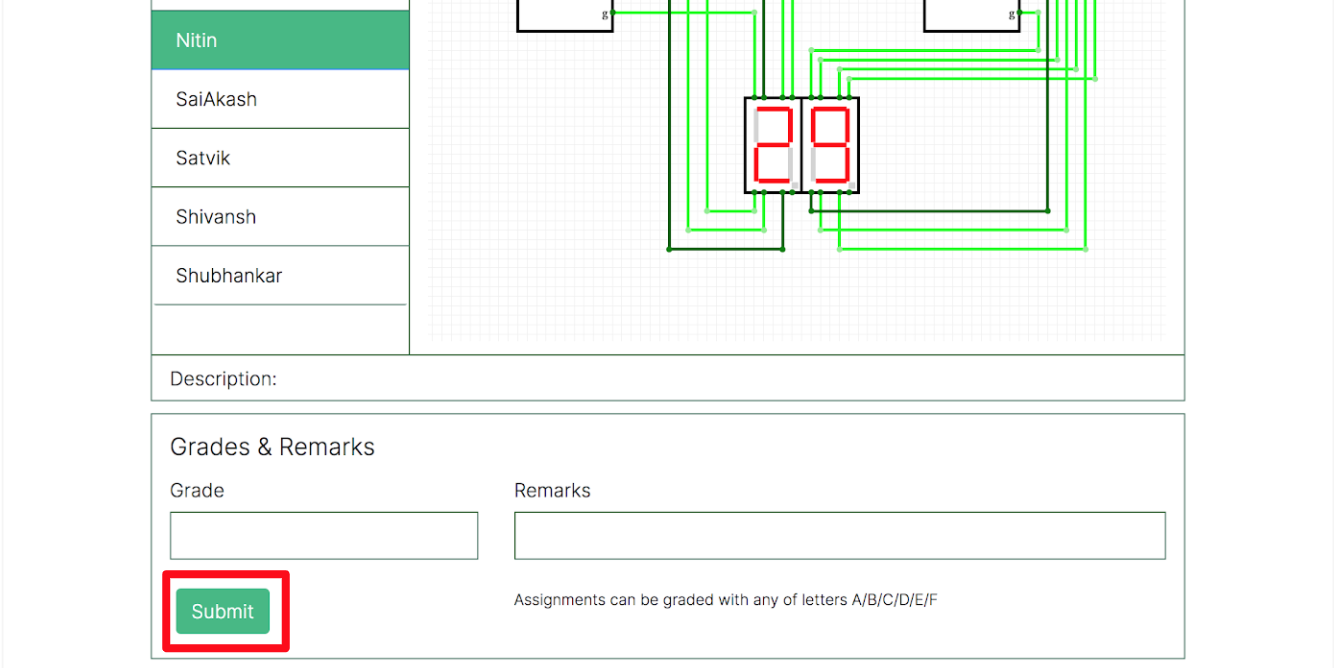 g
g
Nitin
SaiAkash
Satvik
Shivansh
Shubhankar
29
Description:
Grades & Remarks
Grade
Remarks
Submit
Assignments can be graded with any of letters A/B/C/D/E/F